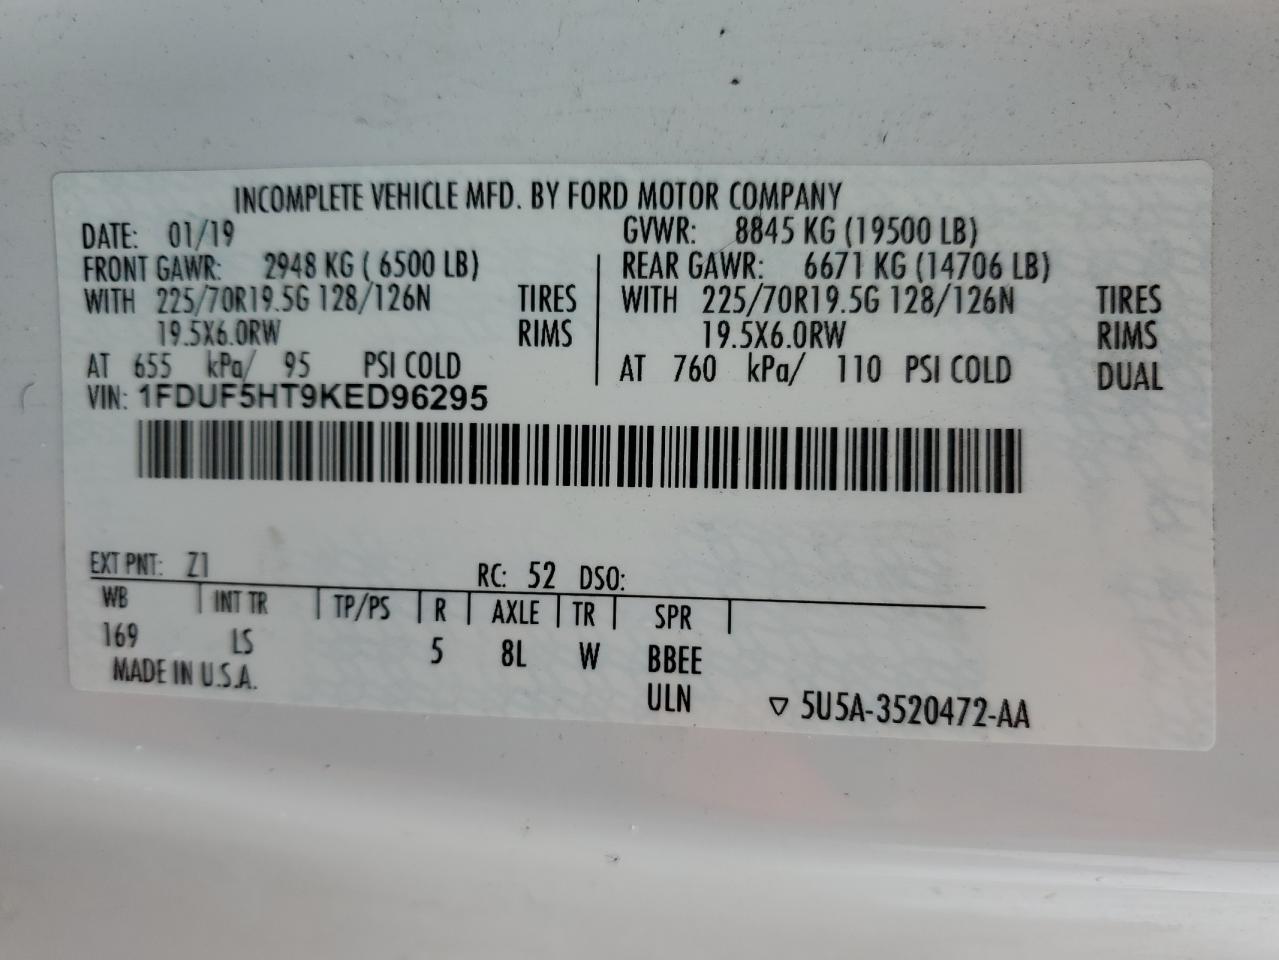 INCOMPLETE VEHICLE MFD. BY FORD MOTOR COMPANY
DATE: 01/19 GVWR: 8845 KG (19500 LB)
FRONT GAWR: 2948 KG ( 6500 LB) REAR GAWR: 6671 KG (14706 LB)
WITH 225/70R19.5G 128/126N TIRES WITH 225/70R19.5G 128/126N TIRES
19.5X6.0RW RIMS 19.5X6.0RW RIMS
AT 655 kPa/ 95 PSI COLD AT 760 kPa/ 110 PSI COLD DUAL
VIN: 1FDUF5HT9KED96295
EXT PNT: Z1 RC: 52 DSO:
WB INT TR TP/PS R AXLE TR SPR
169 LS 5 8L W BBEE
MADE IN U.S.A. ULN ▽ 5U5A-3520472-AA